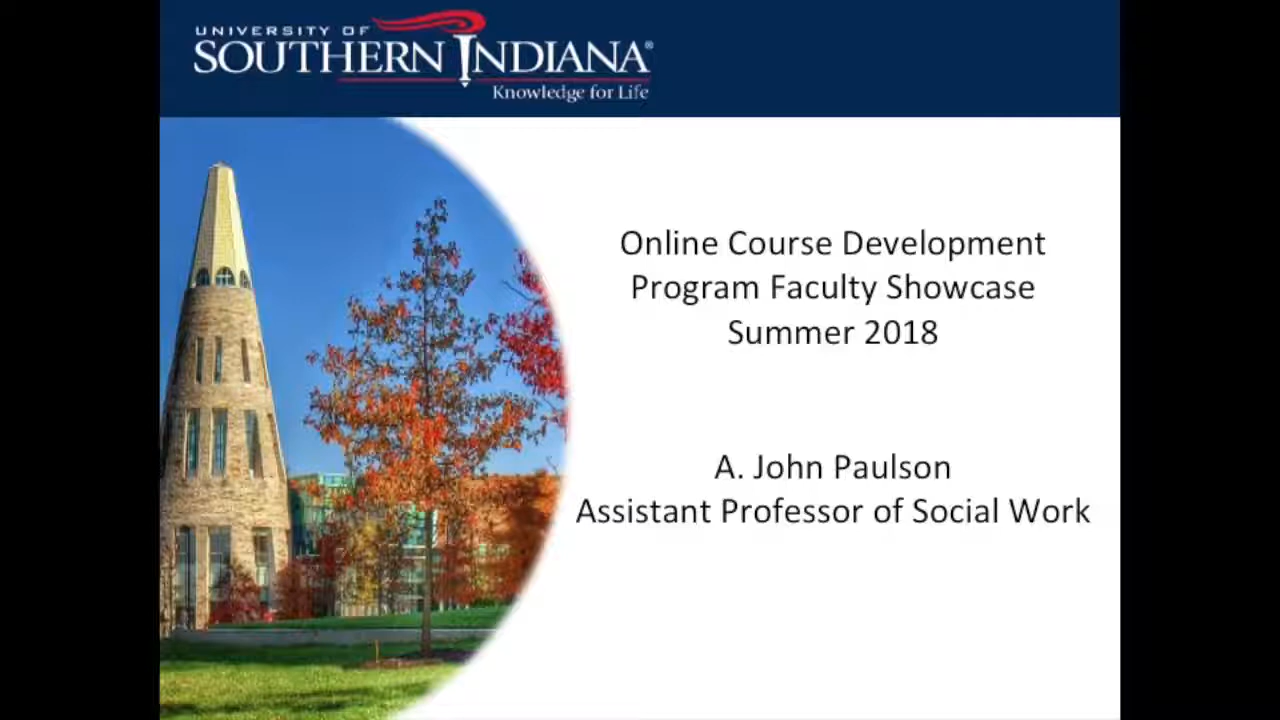 UNIVERSITY OF
SOUTHERN INDIANA®
Knowledge for Life
Online Course Development
Program Faculty Showcase
Summer 2018
A. John Paulson
Assistant Professor of Social Work